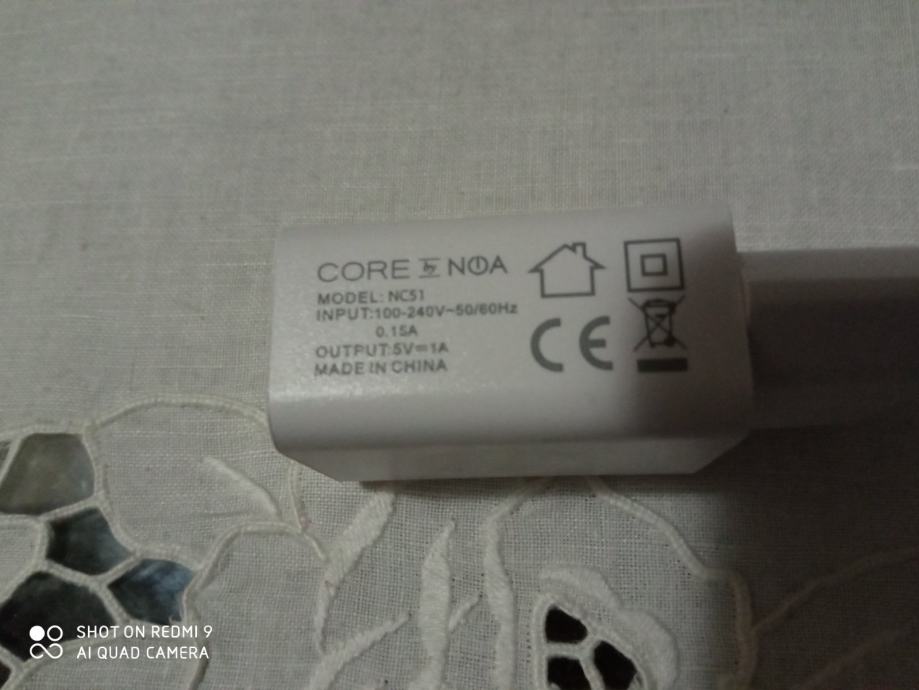 CORE by NOA
MODEL: NC51
INPUT:100-240V~50/60Hz
0.15A
OUTPUT:5V⎓1A
MADE IN CHINA
CE
SHOT ON REDMI 9
AI QUAD CAMERA